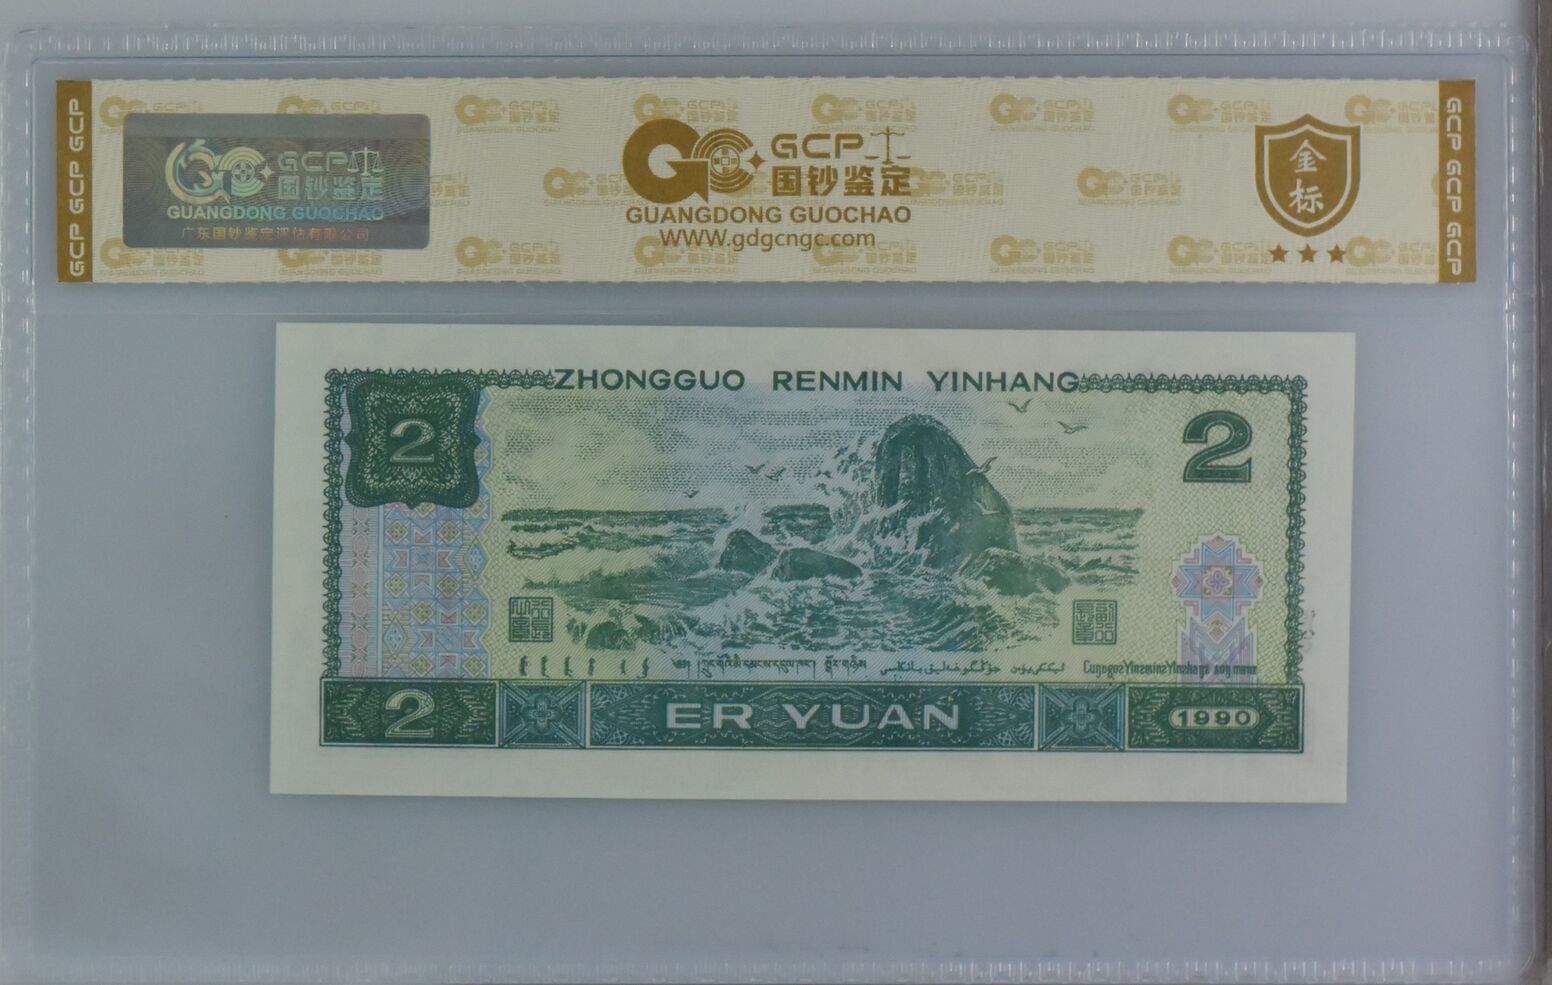 GCP GCP GCP
GCP
国钞鉴定
GUANGDONG GUOCHAO
广东国钞鉴定评估有限公司
GCP
国钞鉴定
GUANGDONG GUOCHAO
WWW.gdgcngc.com
金标
GCP GCP GCP
ZHONGGUO RENMIN YINHANG
2
2
2
ER YUAN
1990